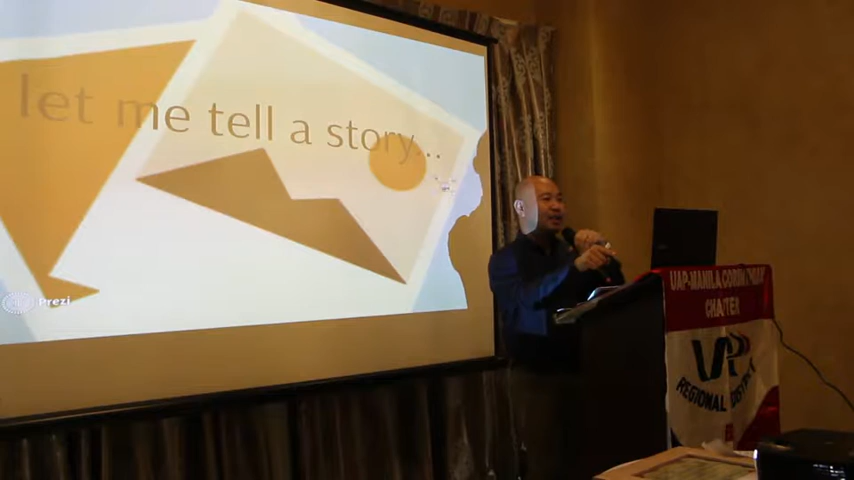 let me tell a story...
Prezi
UAP-MANILA CORINTHIAN
CHAPTER
UAP
REGIONAL DISTRICT